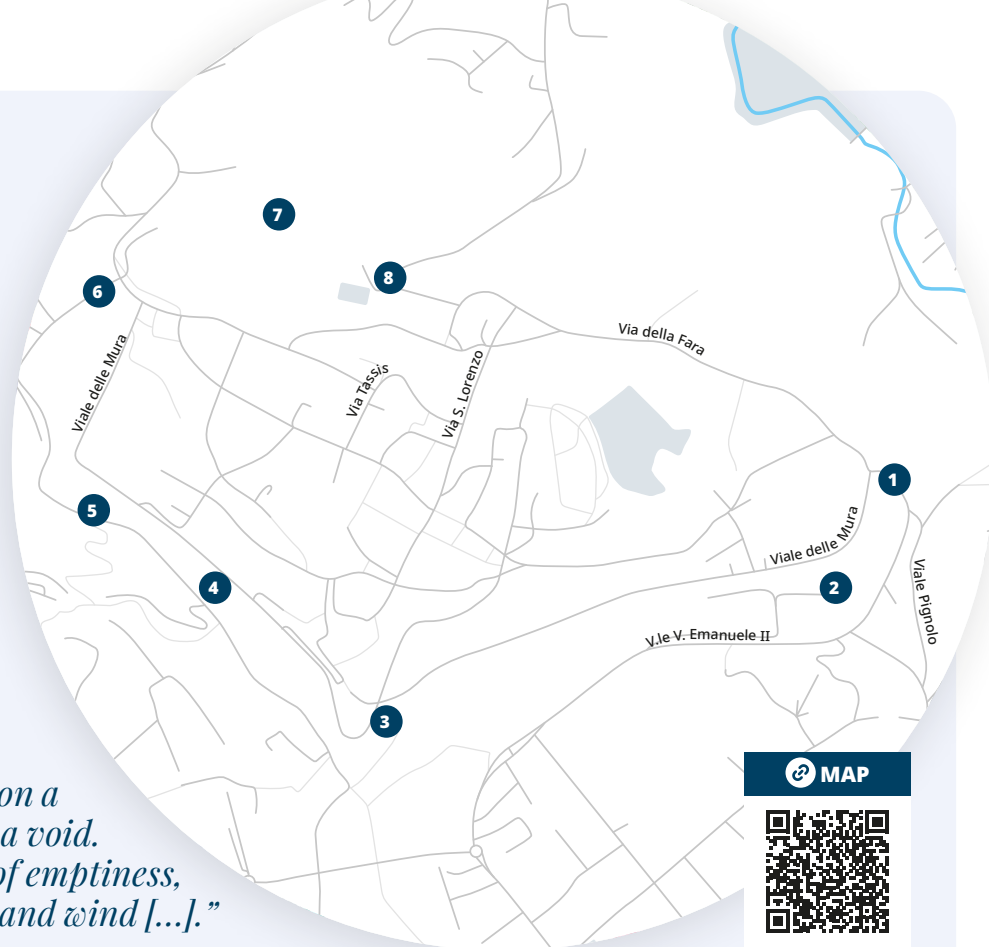 7
8
6
Via della Fara
Viale delle Mura
Via Tassis
Via S. Lorenzo
1
5
Viale delle Mura
4
2
Viale Pignolo
V.le V. Emanuele II
3
MAP
on a
a void.
of emptiness,
and wind [...].”